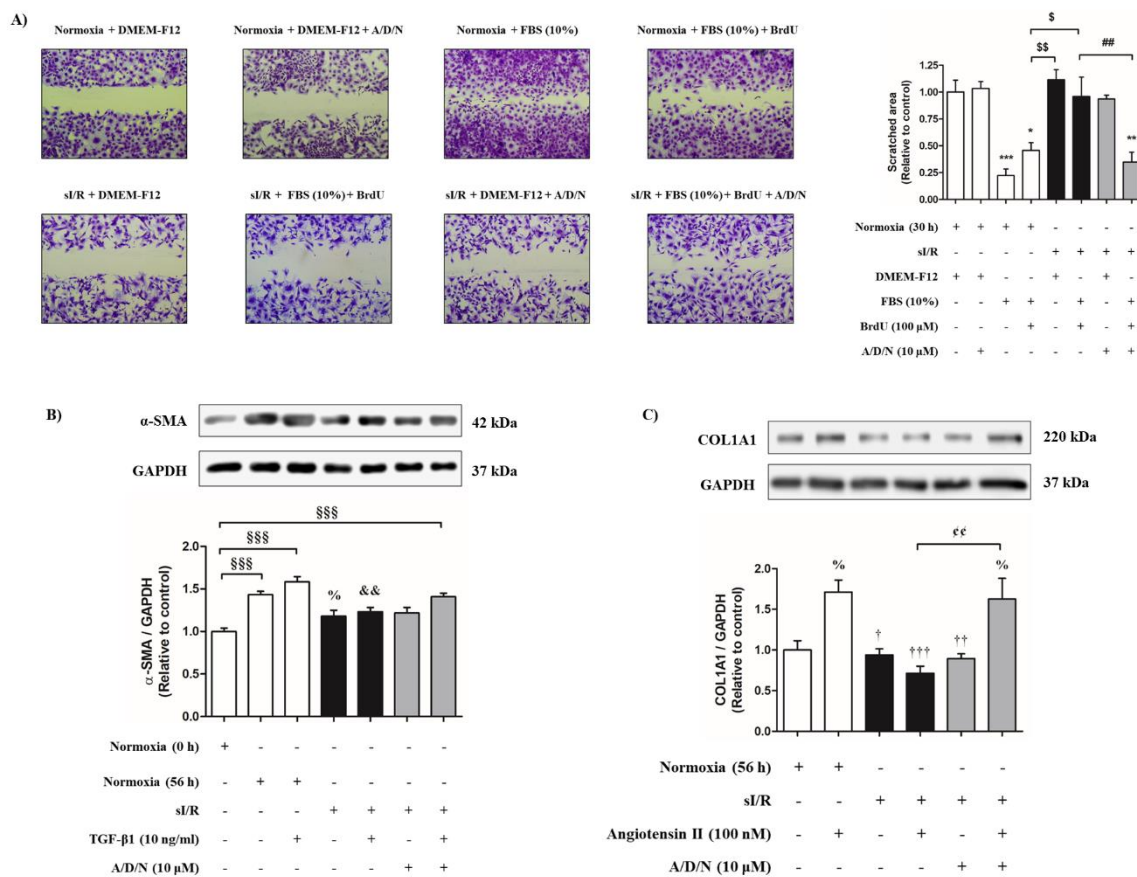 A)
Normoxia + DMEM-F12
Normoxia + DMEM-F12 + A/D/N
Normoxia + FBS (10%)
Normoxia + FBS (10%) + BrdU
sI/R + DMEM-F12
sI/R + FBS (10%) + BrdU
sI/R + DMEM-F12 + A/D/N
sI/R + FBS (10%) + BrdU + A/D/N
$
$$
##
Scratched area
(Relative to control)
1.25
1.00
0.75
0.50
0.25
0.00
***
*
**
Normoxia (30 h) + + + + - - - -
sI/R - - - - + + + +
DMEM-F12 + + - - + - + -
FBS (10%) - - + + - + - +
BrdU (100 µM) - - - + - + - +
A/D/N (10 µM) - + - - - - + +
B)
α-SMA
42 kDa
GAPDH
37 kDa
§§§
§§§
§§§
α-SMA / GAPDH
(Relative to control)
2.0
1.5
1.0
0.5
0.0
%
&&
Normoxia (0 h) + - - - - - -
Normoxia (56 h) - + + - - - -
sI/R - - - + + + +
TGF-β1 (10 ng/ml) - - + - + - +
A/D/N (10 µM) - - - - - + +
C)
COL1A1
220 kDa
GAPDH
37 kDa
¢¢
COL1A1 / GAPDH
(Relative to control)
2.0
1.5
1.0
0.5
0.0
%
†
†††
††
%
Normoxia (56 h) + + - - - -
sI/R - - + + + +
Angiotensin II (100 nM) - + - + - +
A/D/N (10 µM) - - - - + +